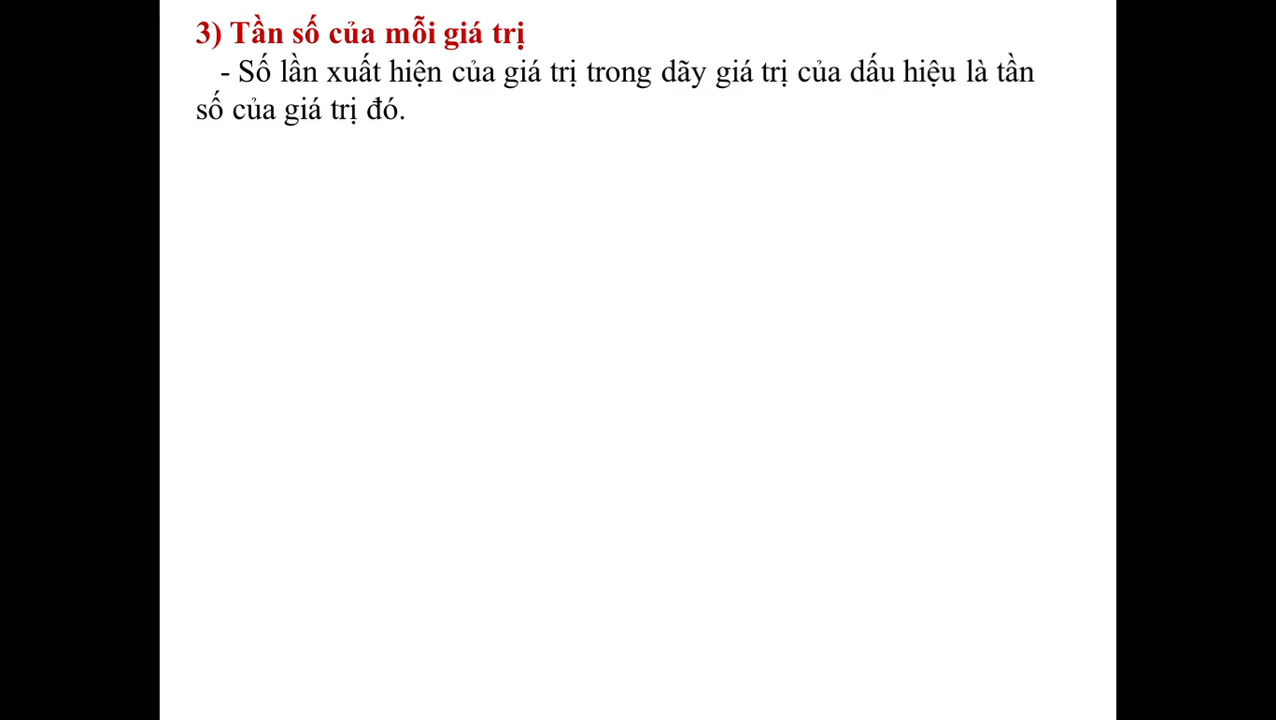 3) Tần số của mỗi giá trị
- Số lần xuất hiện của giá trị trong dãy giá trị của dấu hiệu là tần
số của giá trị đó.